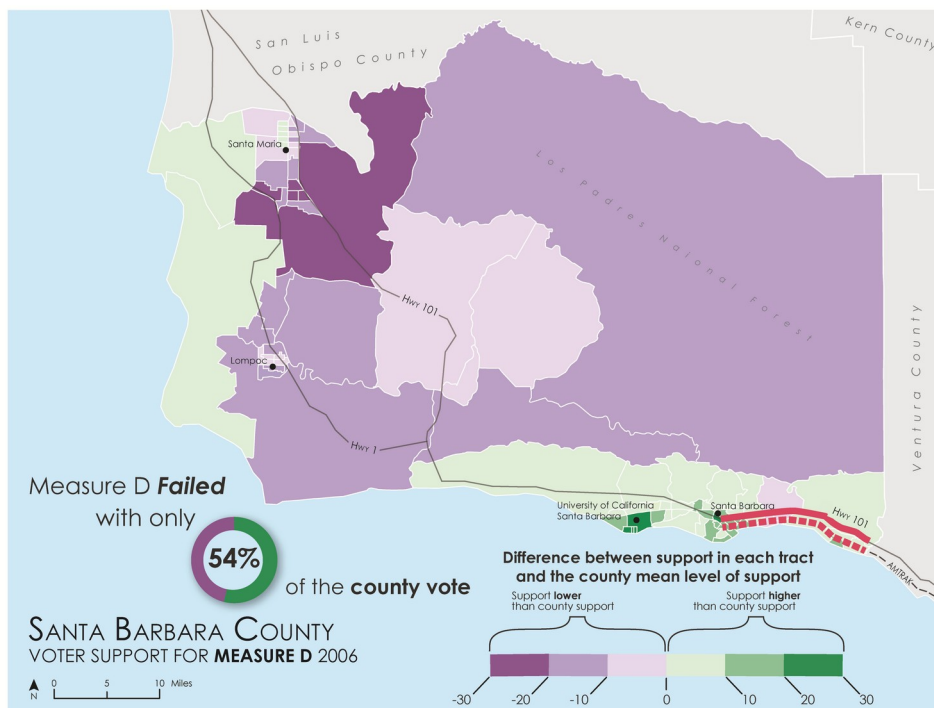 San Luis
Obispo County
Kern County
Santa Maria
Los Padres Naional Forest
Hwy 101
Ventura County
Lompoc
Hwy 1
University of California
Santa Barbara
Santa Barbara
Hwy 101
AMTRAK
Measure D Failed
with only
54%
of the county vote
SANTA BARBARA COUNTY
VOTER SUPPORT FOR MEASURE D 2006
N
0 5 10 Miles
Difference between support in each tract
and the county mean level of support
Support lower
than county support
Support higher
than county support
-30 -20 -10 0 10 20 30